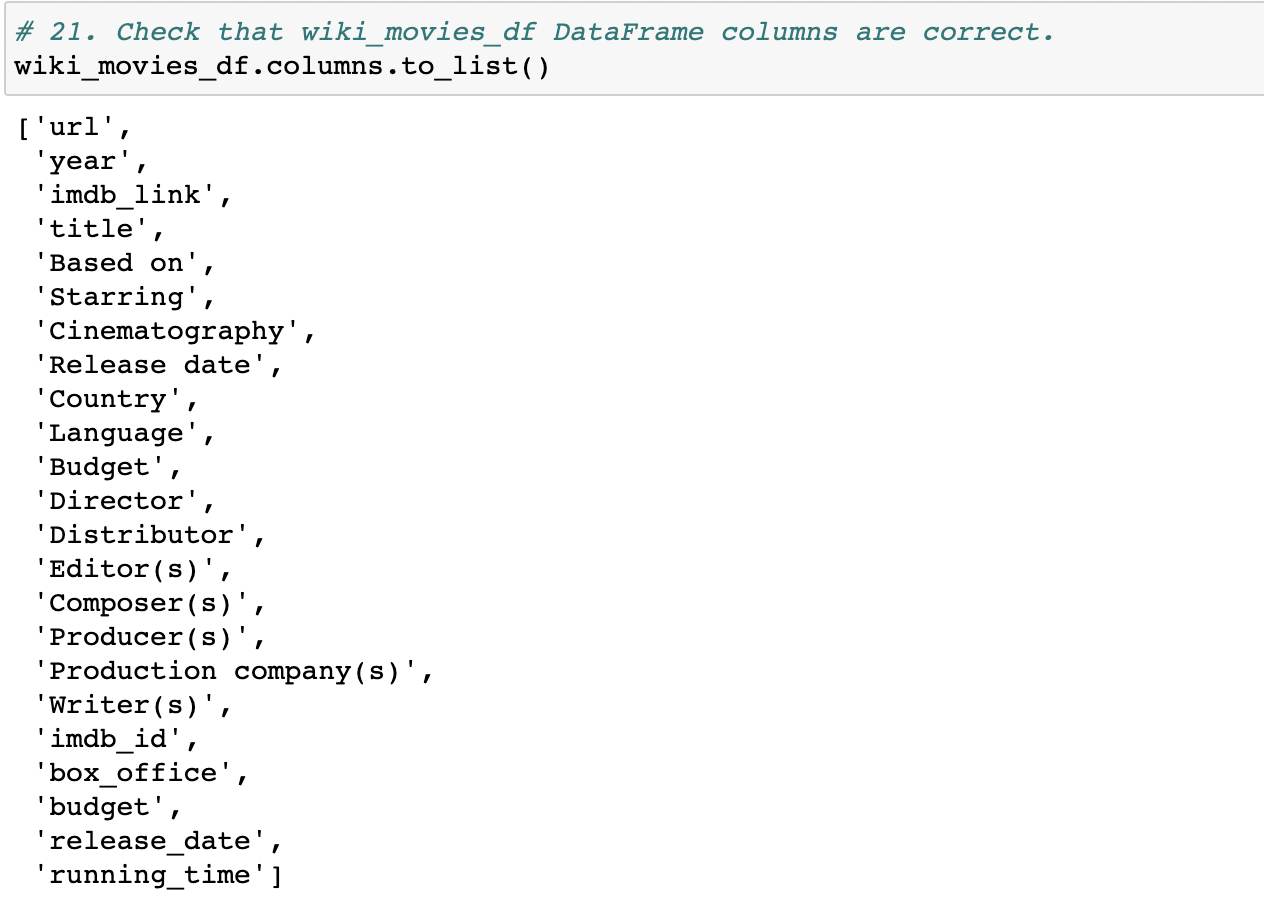 # 21. Check that wiki_movies_df DataFrame columns are correct.
wiki_movies_df.columns.to_list()
['url',
 'year',
 'imdb_link',
 'title',
 'Based on',
 'Starring',
 'Cinematography',
 'Release date',
 'Country',
 'Language',
 'Budget',
 'Director',
 'Distributor',
 'Editor(s)',
 'Composer(s)',
 'Producer(s)',
 'Production company(s)',
 'Writer(s)',
 'imdb_id',
 'box_office',
 'budget',
 'release_date',
 'running_time']